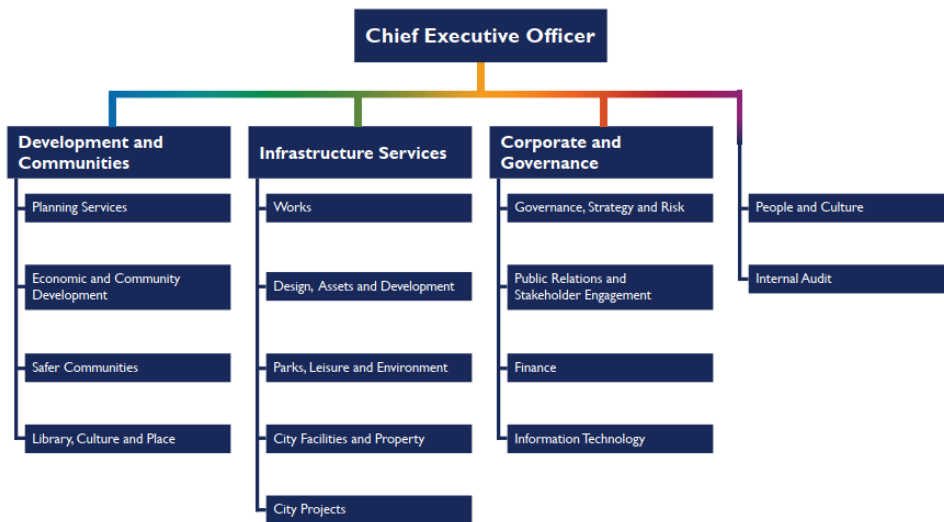 Chief Executive Officer
Development and
Communities
Planning Services
Economic and Community
Development
Safer Communities
Library, Culture and Place
Infrastructure Services
Works
Design, Assets and Development
Parks, Leisure and Environment
City Facilities and Property
City Projects
Corporate and
Governance
Governance, Strategy and Risk
Public Relations and
Stakeholder Engagement
Finance
Information Technology
People and Culture
Internal Audit